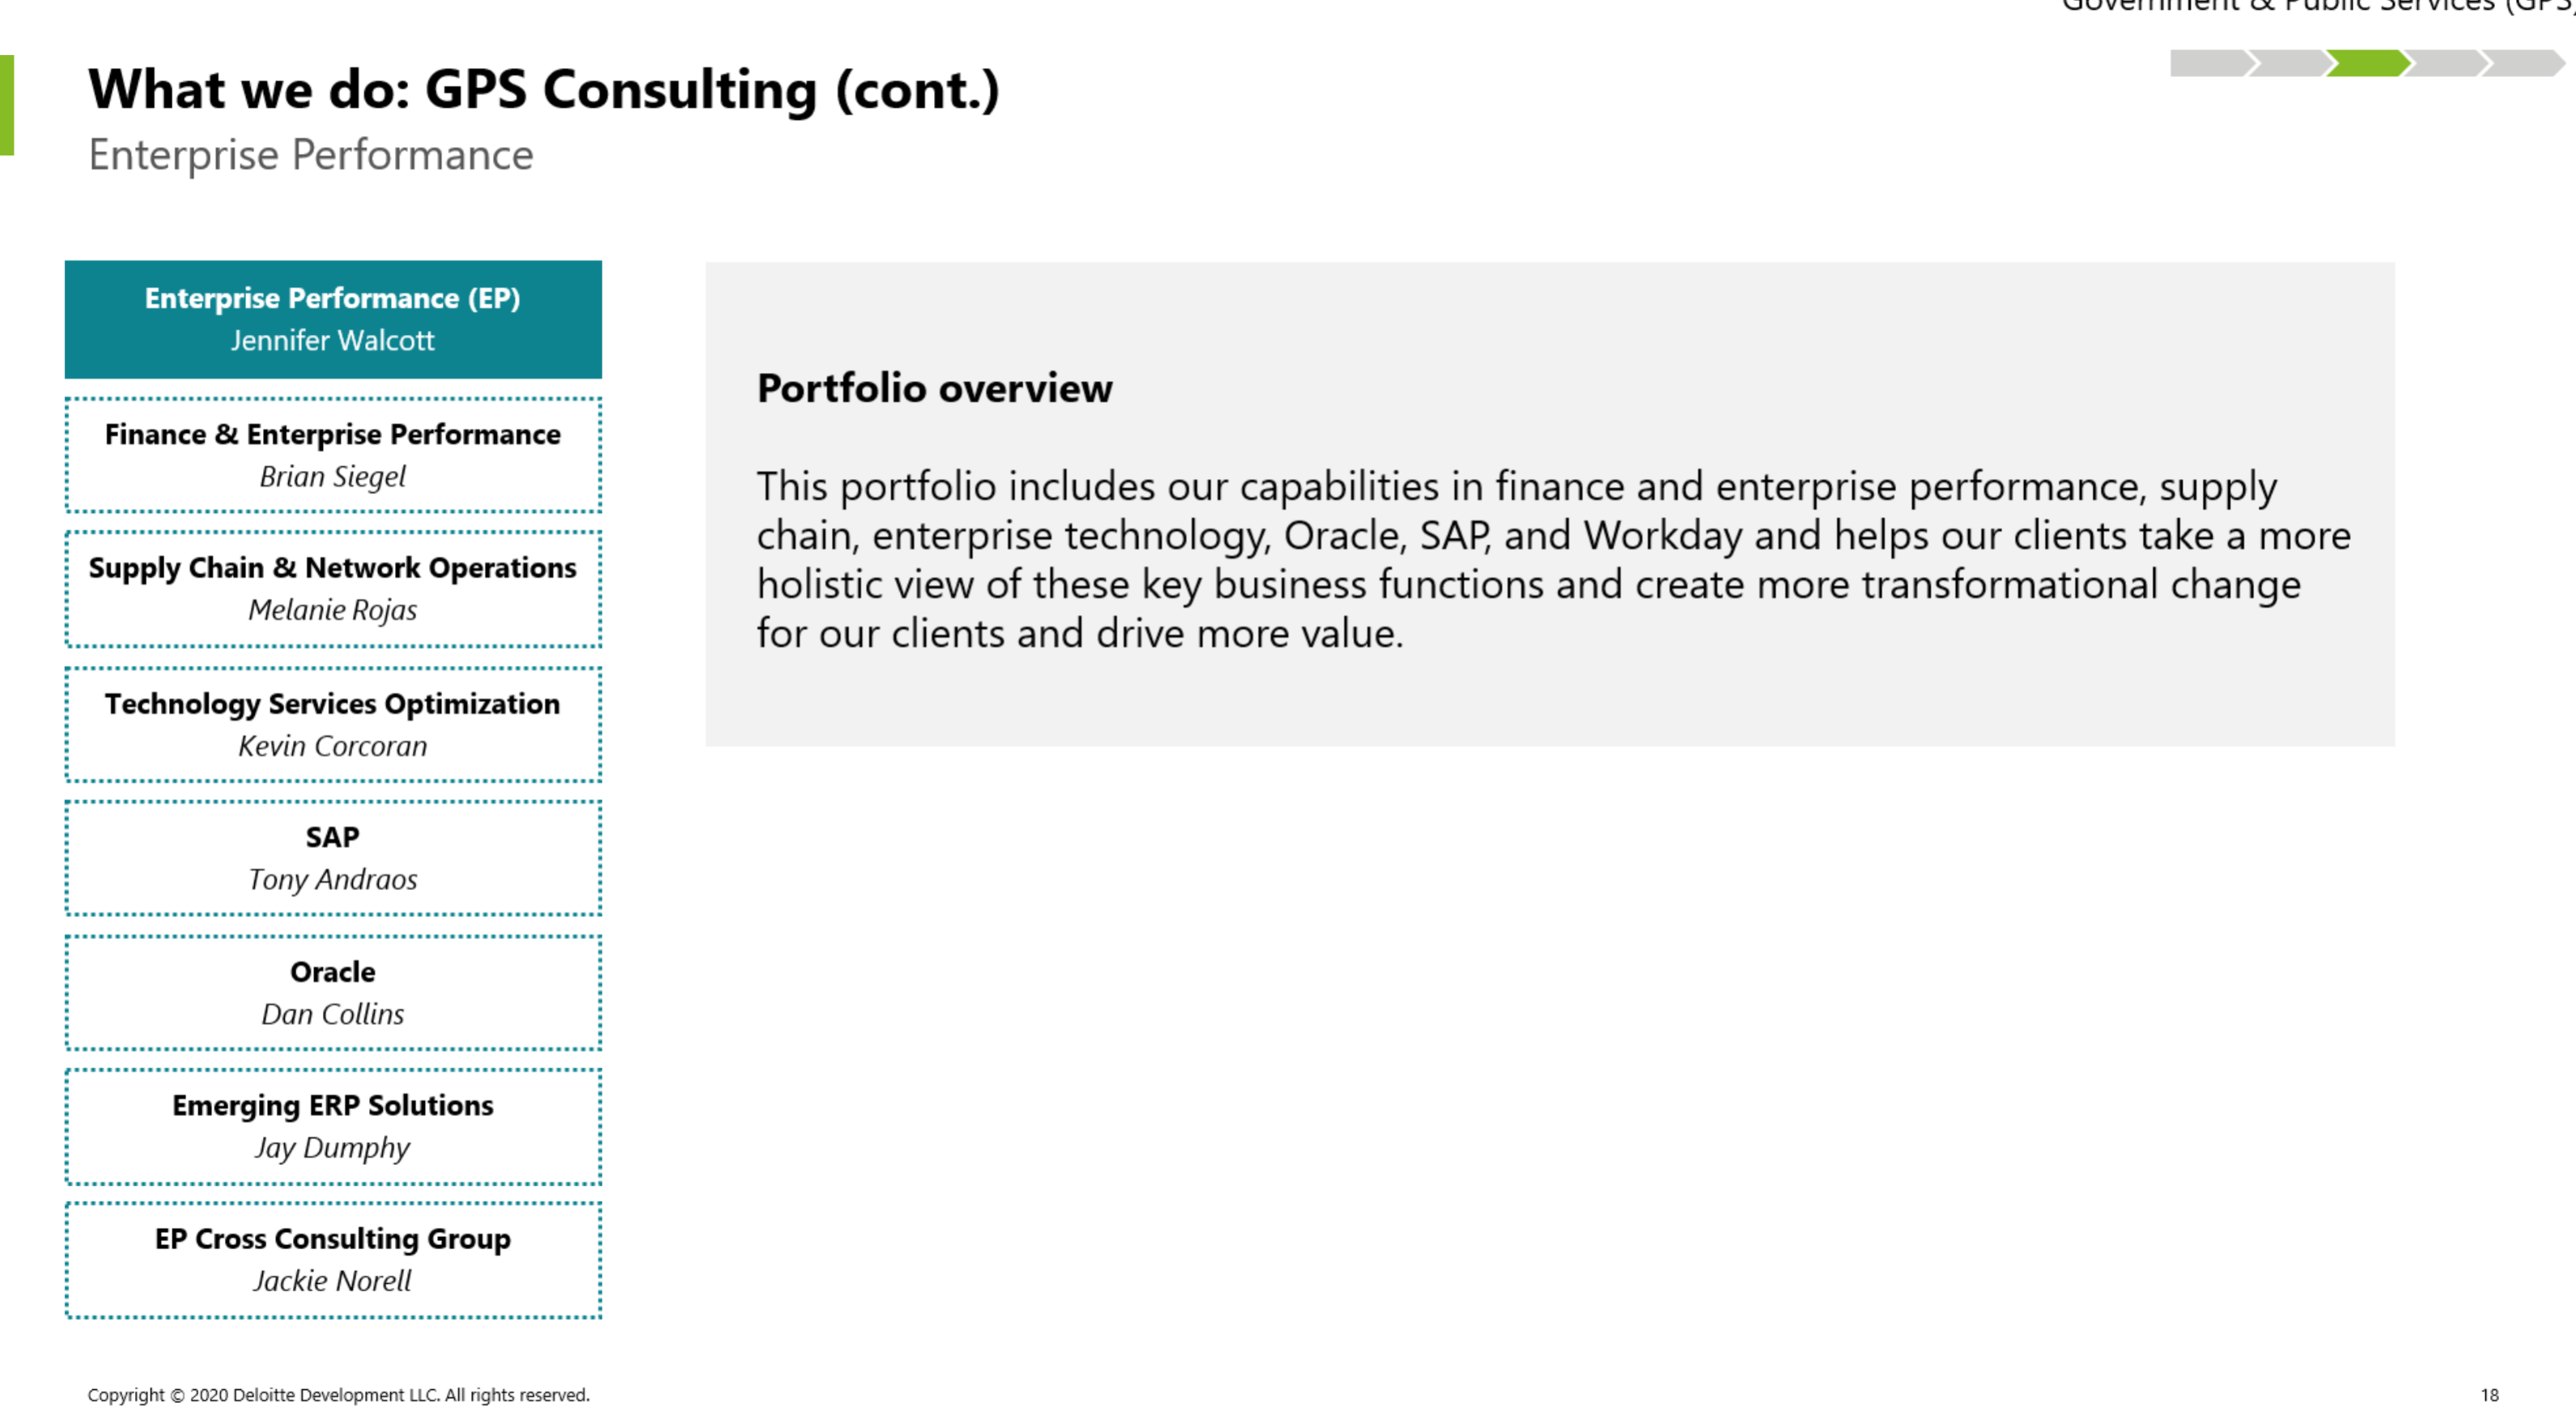 Government & Public Services (GPS)
What we do: GPS Consulting (cont.)
Enterprise Performance
Enterprise Performance (EP)
Jennifer Walcott
Finance & Enterprise Performance
Brian Siegel
Supply Chain & Network Operations
Melanie Rojas
Technology Services Optimization
Kevin Corcoran
SAP
Tony Andraos
Oracle
Dan Collins
Emerging ERP Solutions
Jay Dumphy
EP Cross Consulting Group
Jackie Norell
Portfolio overview
This portfolio includes our capabilities in finance and enterprise performance, supply
chain, enterprise technology, Oracle, SAP, and Workday and helps our clients take a more
holistic view of these key business functions and create more transformational change
for our clients and drive more value.
Copyright © 2020 Deloitte Development LLC. All rights reserved.
18